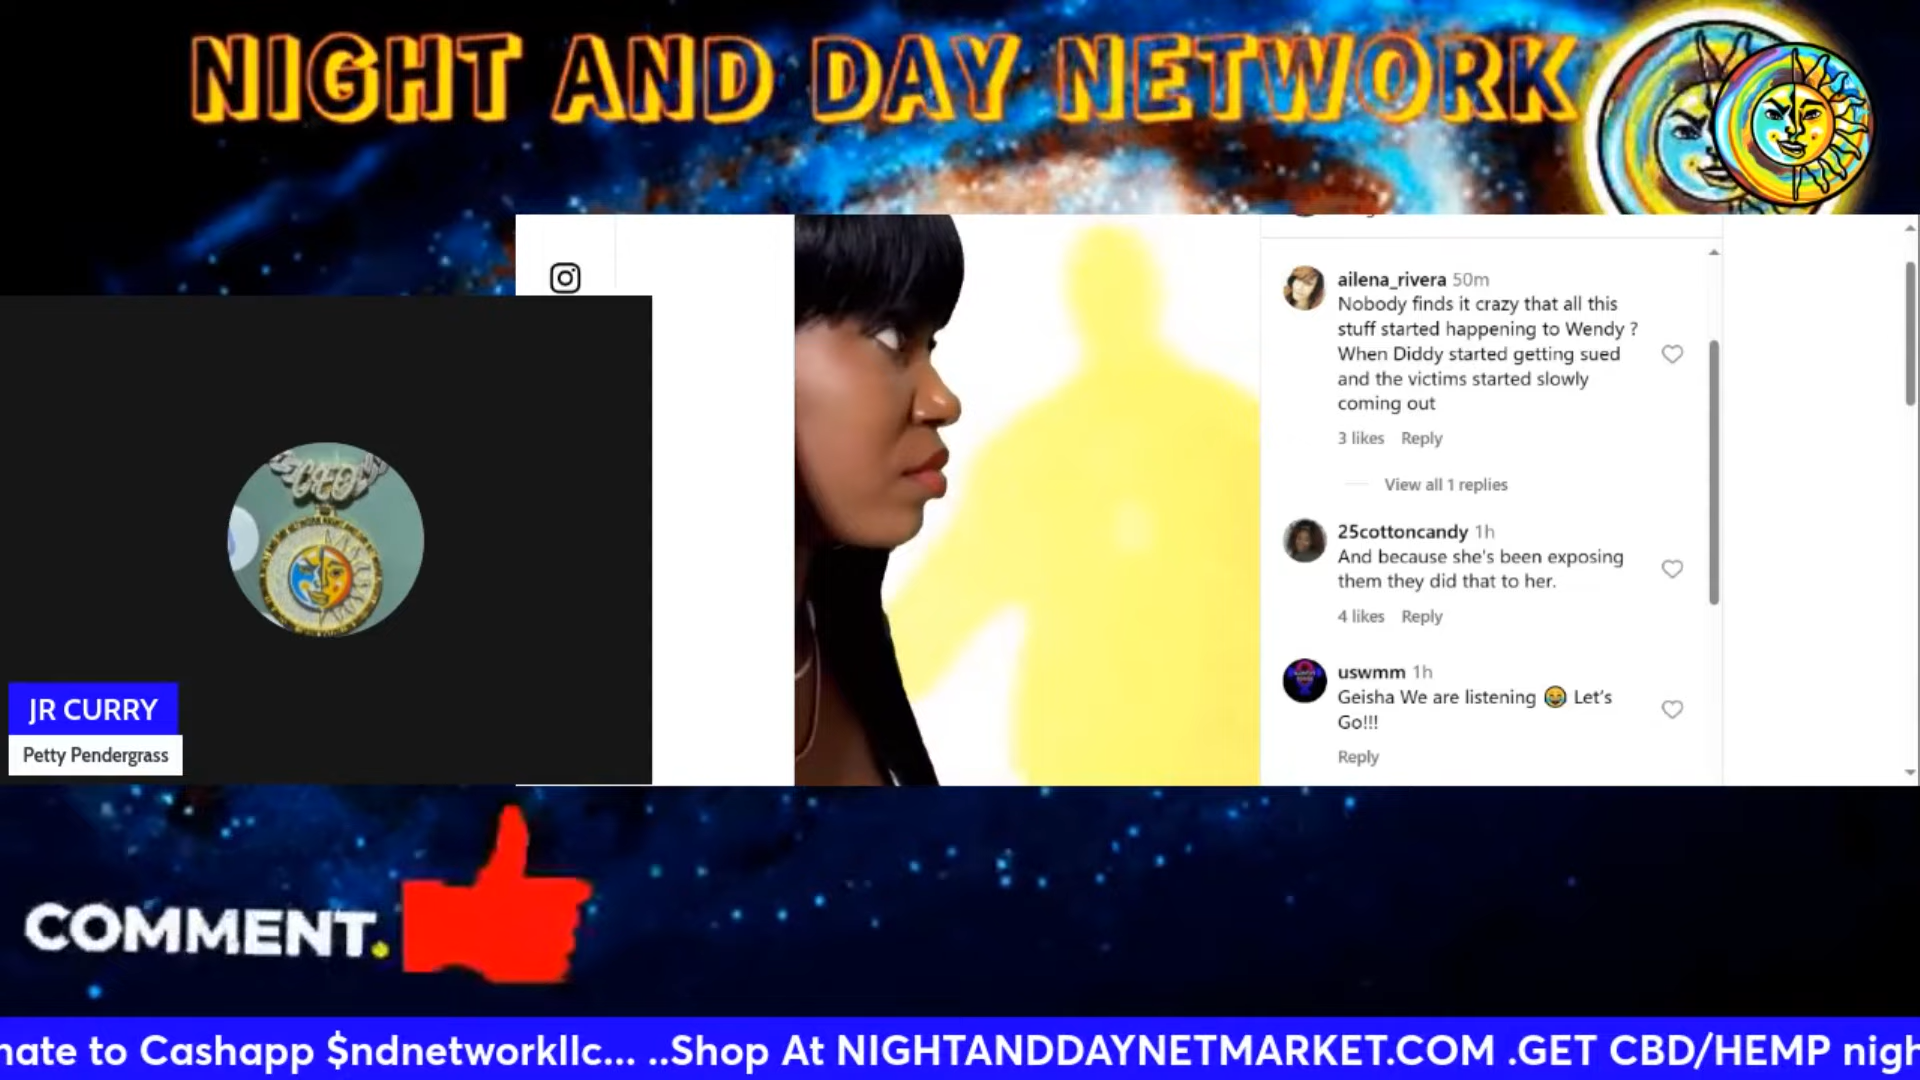 NIGHT AND DAY NETWORK
ailena_rivera 50m
Nobody finds it crazy that all this
stuff started happening to Wendy ?
When Diddy started getting sued
and the victims started slowly
coming out
3 likes Reply
View all 1 replies
25cottoncandy 1h
And because she's been exposing
them they did that to her.
4 likes Reply
uswmm 1h
Geisha We are listening 😂 Let's
Go!!!
Reply
CEO
JR CURRY
Petty Pendergrass
COMMENT.
to Cashapp $ndnetworkllc... ..Shop At NIGHTANDDAYNETMARKET.COM .GET CBD/HEMP